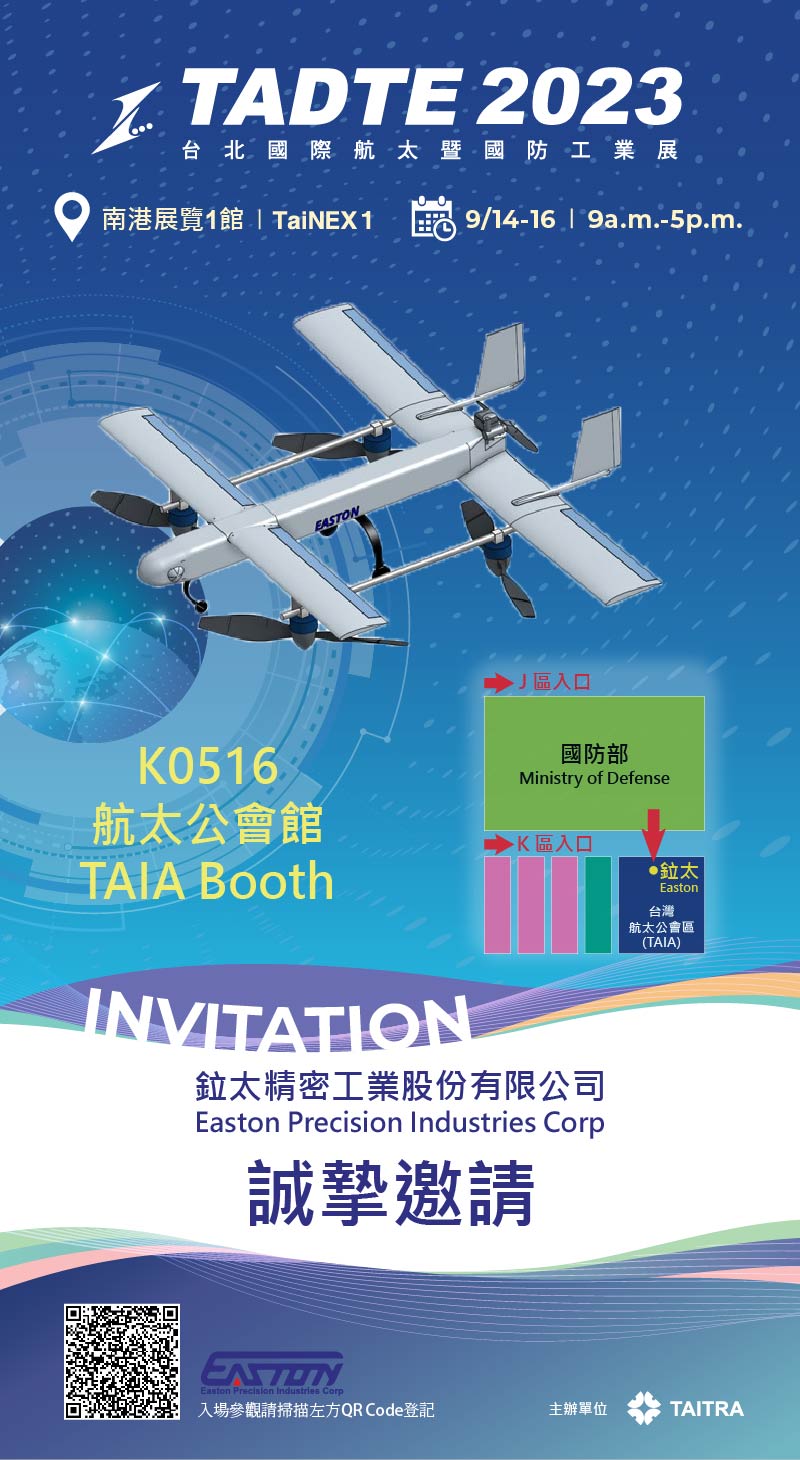 TADTE 2023
台北國際航太暨國防工業展
南港展覽1館 | TaiNEX 1
9/14-16 | 9a.m.-5p.m.
EASTON
K0516
航太公會館
TAIA Booth
J 區入口
國防部
Ministry of Defense
K 區入口
鉝太
Easton
台灣
航太公會區
(TAIA)
INVITATION
鉝太精密工業股份有限公司
Easton Precision Industries Corp
誠摯邀請
EASTON
Easton Precision Industries Corp
入場參觀請掃描左方QR Code登記
主辦單位 TAITRA